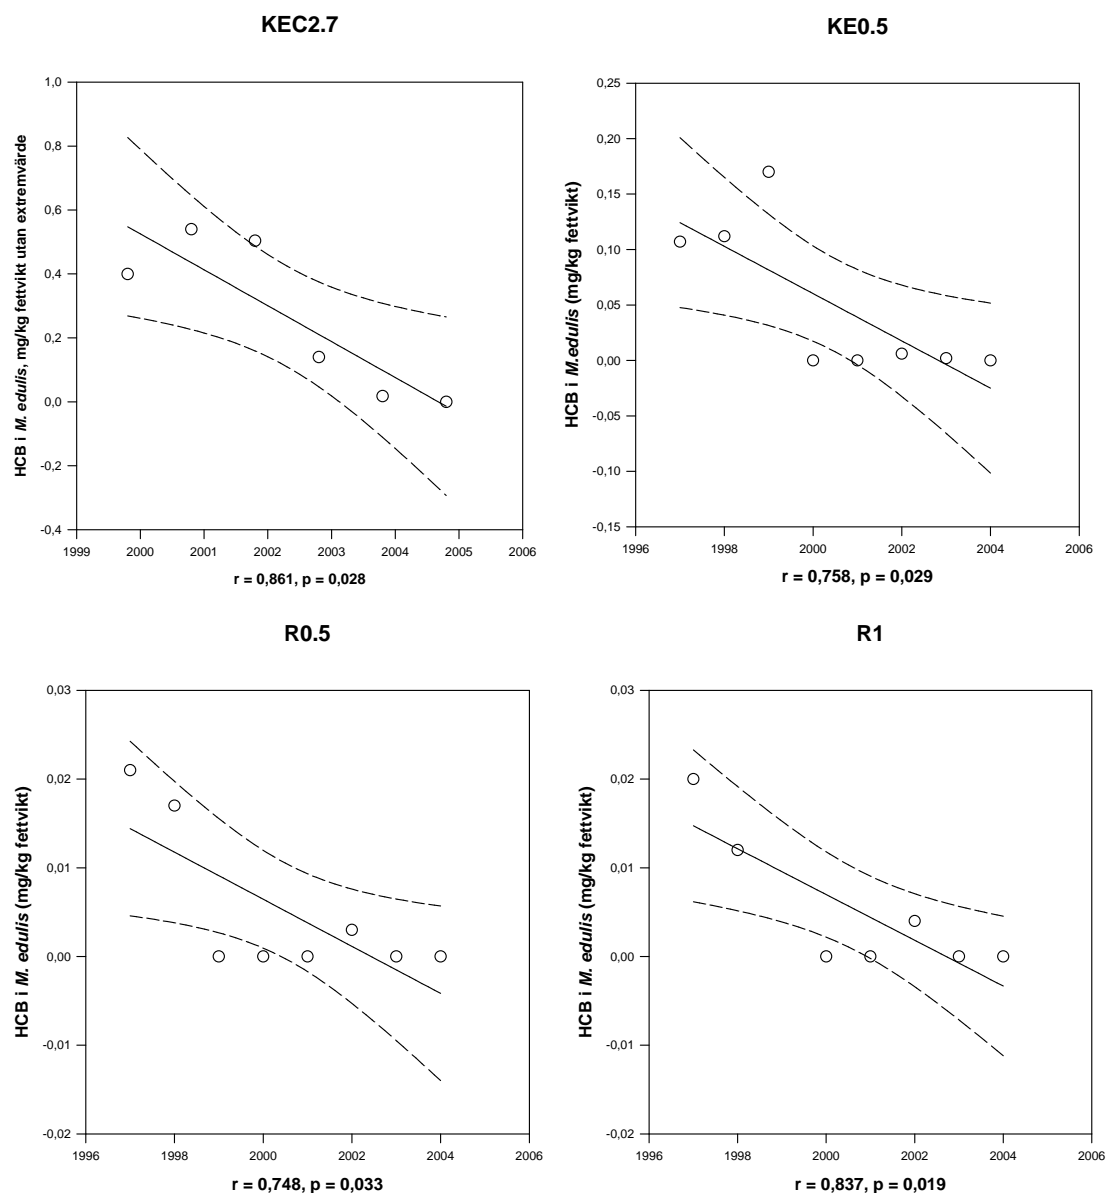 KEC2.7
HCB i M. edulis, mg/kg fettvikt utan extremvärde
1,0
0,8
0,6
0,4
0,2
0,0
-0,2
-0,4
1999 2000 2001 2002 2003 2004 2005 2006
r = 0,861, p = 0,028
KE0.5
HCB i M.edulis (mg/kg fettvikt)
0,25
0,20
0,15
0,10
0,05
0,00
-0,05
-0,10
-0,15
1996 1998 2000 2002 2004 2006
r = 0,758, p = 0,029
R0.5
HCB i M. edulis (mg/kg fettvikt)
0,03
0,02
0,01
0,00
-0,01
-0,02
1996 1998 2000 2002 2004 2006
r = 0,748, p = 0,033
R1
HCB i M. edulis (mg/kg fettvikt)
0,03
0,02
0,01
0,00
-0,01
-0,02
1996 1998 2000 2002 2004 2006
r = 0,837, p = 0,019